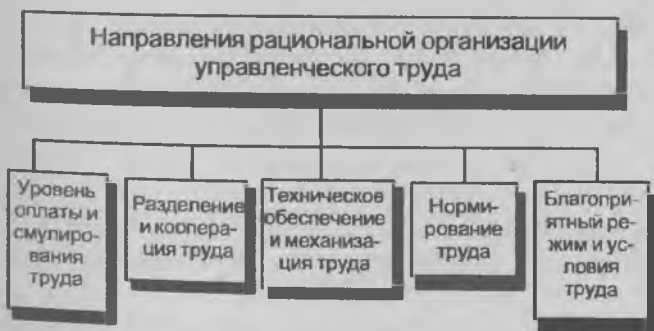 Направления рациональной организации
управленческого труда
Уровень
оплаты и
смулиро-
вания
труда
Разделение
и коопера-
ция труда
Техническое
обеспечение
и механиза-
ция труда
Норми-
рование
труда
Благопри-
ятный ре-
жим и ус-
ловия
труда